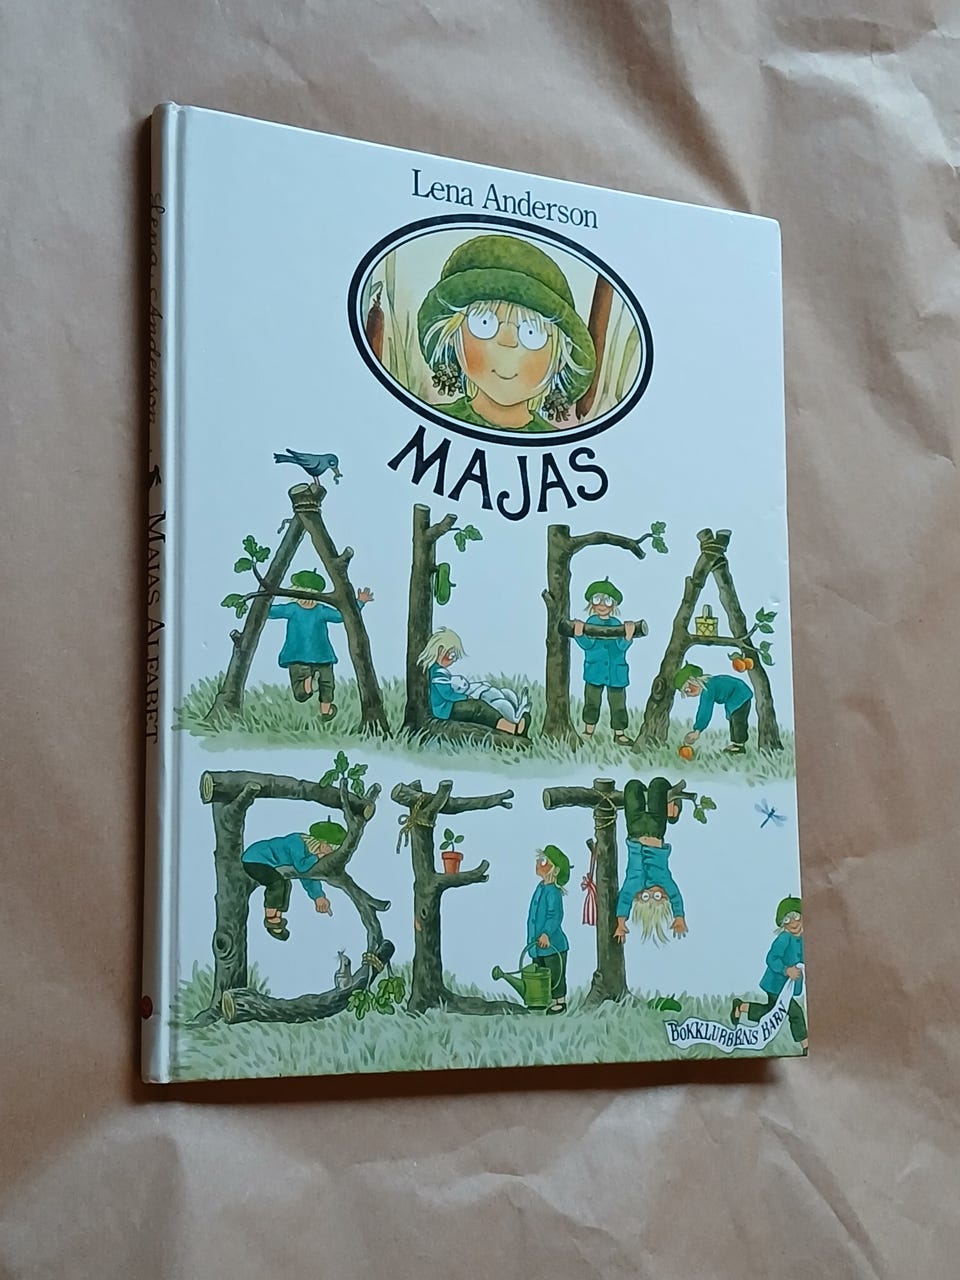 Lena Anderson
MAJAS
ALFA
BET
BOKKLUBBENS BARN
Lena Anderson MAJAS ALFABET